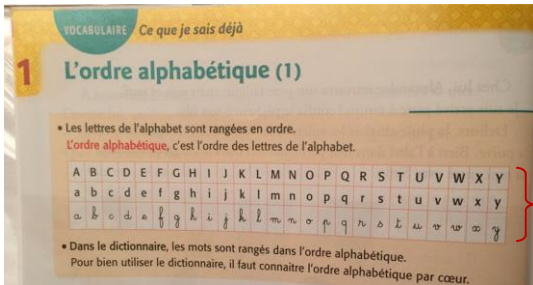 VOCABULAIRE Ce que je sais déjà
1 L'ordre alphabétique (1)
• Les lettres de l'alphabet sont rangées en ordre.
L'ordre alphabétique, c'est l'ordre des lettres de l'alphabet.
A B C D E F G H I J K L M N O P Q R S T U V W X Y
a b c d e f g h i j k l m n o p q r s t u v w x y
a b c d e f g h i j k l m n o p q r s t u v w x y
• Dans le dictionnaire, les mots sont rangés dans l'ordre alphabétique.
Pour bien utiliser le dictionnaire, il faut connaitre l'ordre alphabétique par cœur.